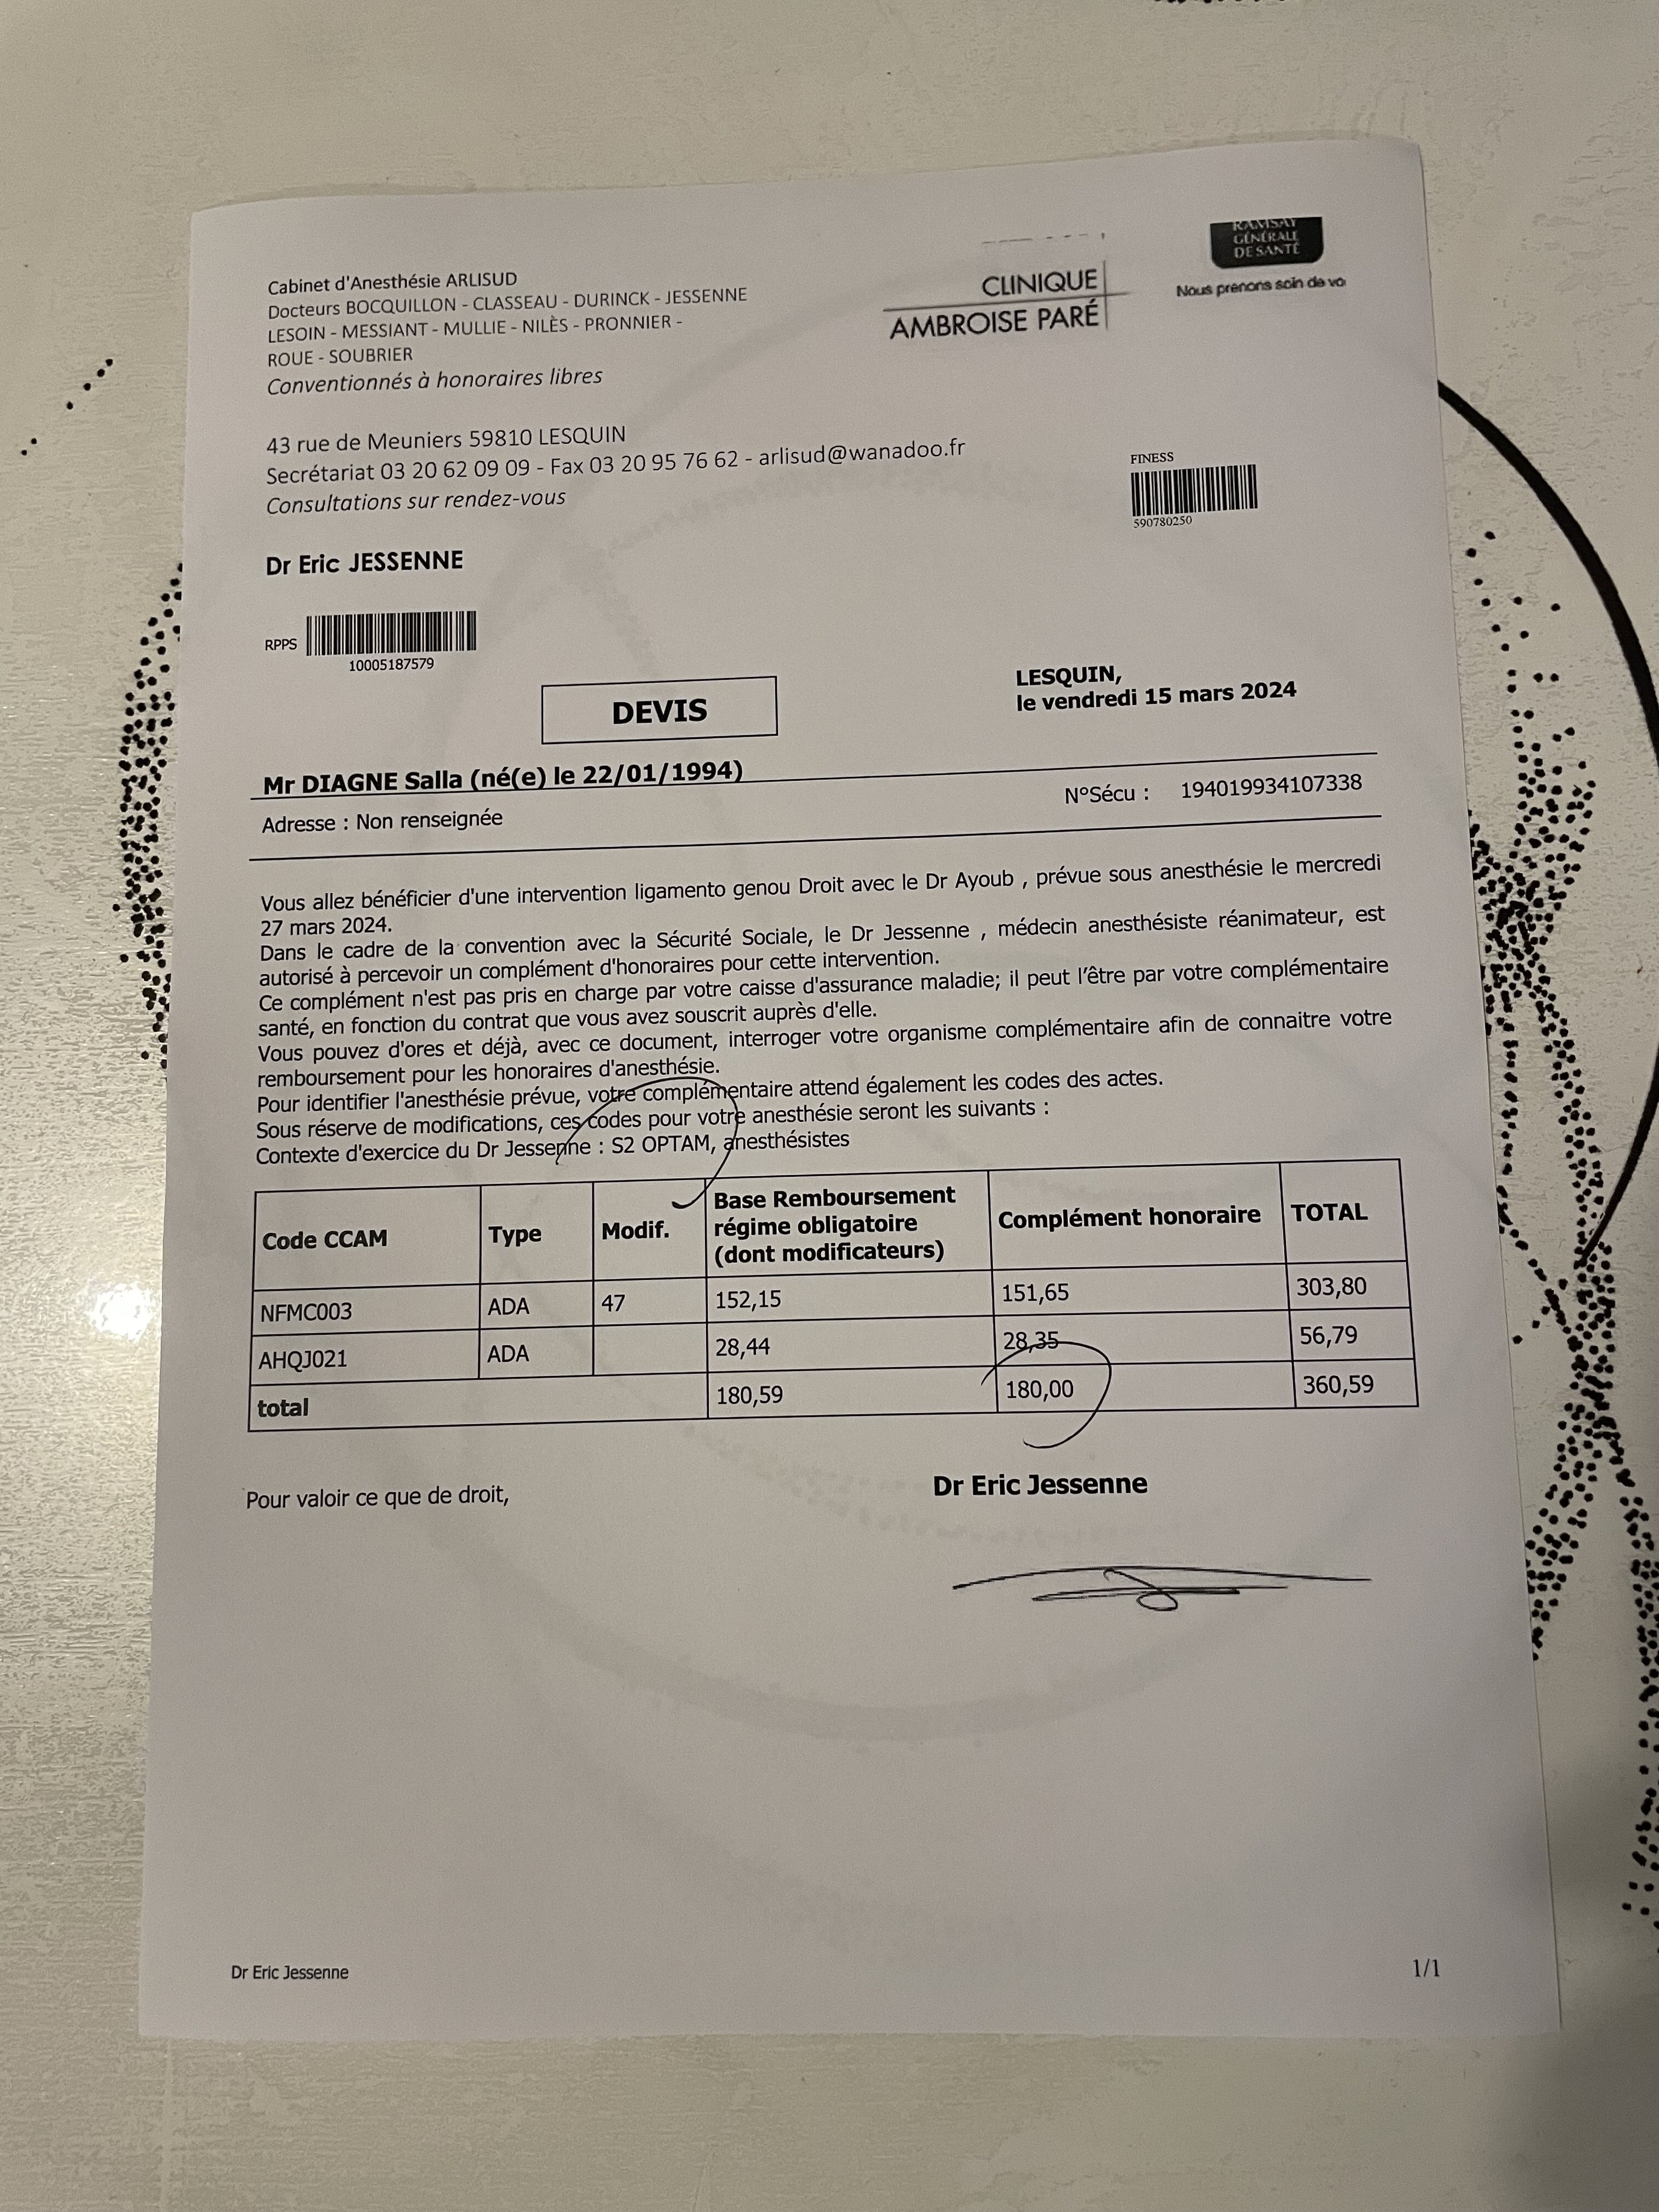 Cabinet d'Anesthésie ARLISUD
Docteurs BOCQUILLON - CLASSEAU - DURINCK - JESSENNE
LESOIN - MESSIANT - MULLIE - NILÈS - PRONNIER -
ROUE - SOUBRIER
Conventionnés à honoraires libres
CLINIQUE
AMBROISE PARÉ
RAMSAY
GÉNÉRALE
DE SANTÉ
Nous prenons soin de vo
43 rue de Meuniers 59810 LESQUIN
Secrétariat 03 20 62 09 09 - Fax 03 20 95 76 62 - arlisud@wanadoo.fr
Consultations sur rendez-vous
FINESS
590780250
Dr Eric JESSENNE
RPPS
10005187579
DEVIS
LESQUIN,
le vendredi 15 mars 2024
Mr DIAGNE Salla (né(e) le 22/01/1994)
Adresse : Non renseignée
N°Sécu : 194019934107338
Vous allez bénéficier d'une intervention ligamento genou Droit avec le Dr Ayoub , prévue sous anesthésie le mercredi
27 mars 2024.
Dans le cadre de la convention avec la Sécurité Sociale, le Dr Jessenne , médecin anesthésiste réanimateur, est
autorisé à percevoir un complément d'honoraires pour cette intervention.
Ce complément n'est pas pris en charge par votre caisse d'assurance maladie; il peut l'être par votre complémentaire
santé, en fonction du contrat que vous avez souscrit auprès d'elle.
Vous pouvez d'ores et déjà, avec ce document, interroger votre organisme complémentaire afin de connaitre votre
remboursement pour les honoraires d'anesthésie.
Pour identifier l'anesthésie prévue, votre complémentaire attend également les codes des actes.
Sous réserve de modifications, ces codes pour votre anesthésie seront les suivants :
Contexte d'exercice du Dr Jessenne : S2 OPTAM, anesthésistes
Code CCAM Type Modif. Base Remboursement régime obligatoire (dont modificateurs) Complément honoraire TOTAL
NFMC003 ADA 47 152,15 151,65 303,80
AHQJ021 ADA 28,44 28,35 56,79
total 180,59 180,00 360,59
Pour valoir ce que de droit,
Dr Eric Jessenne
Dr Eric Jessenne
1/1